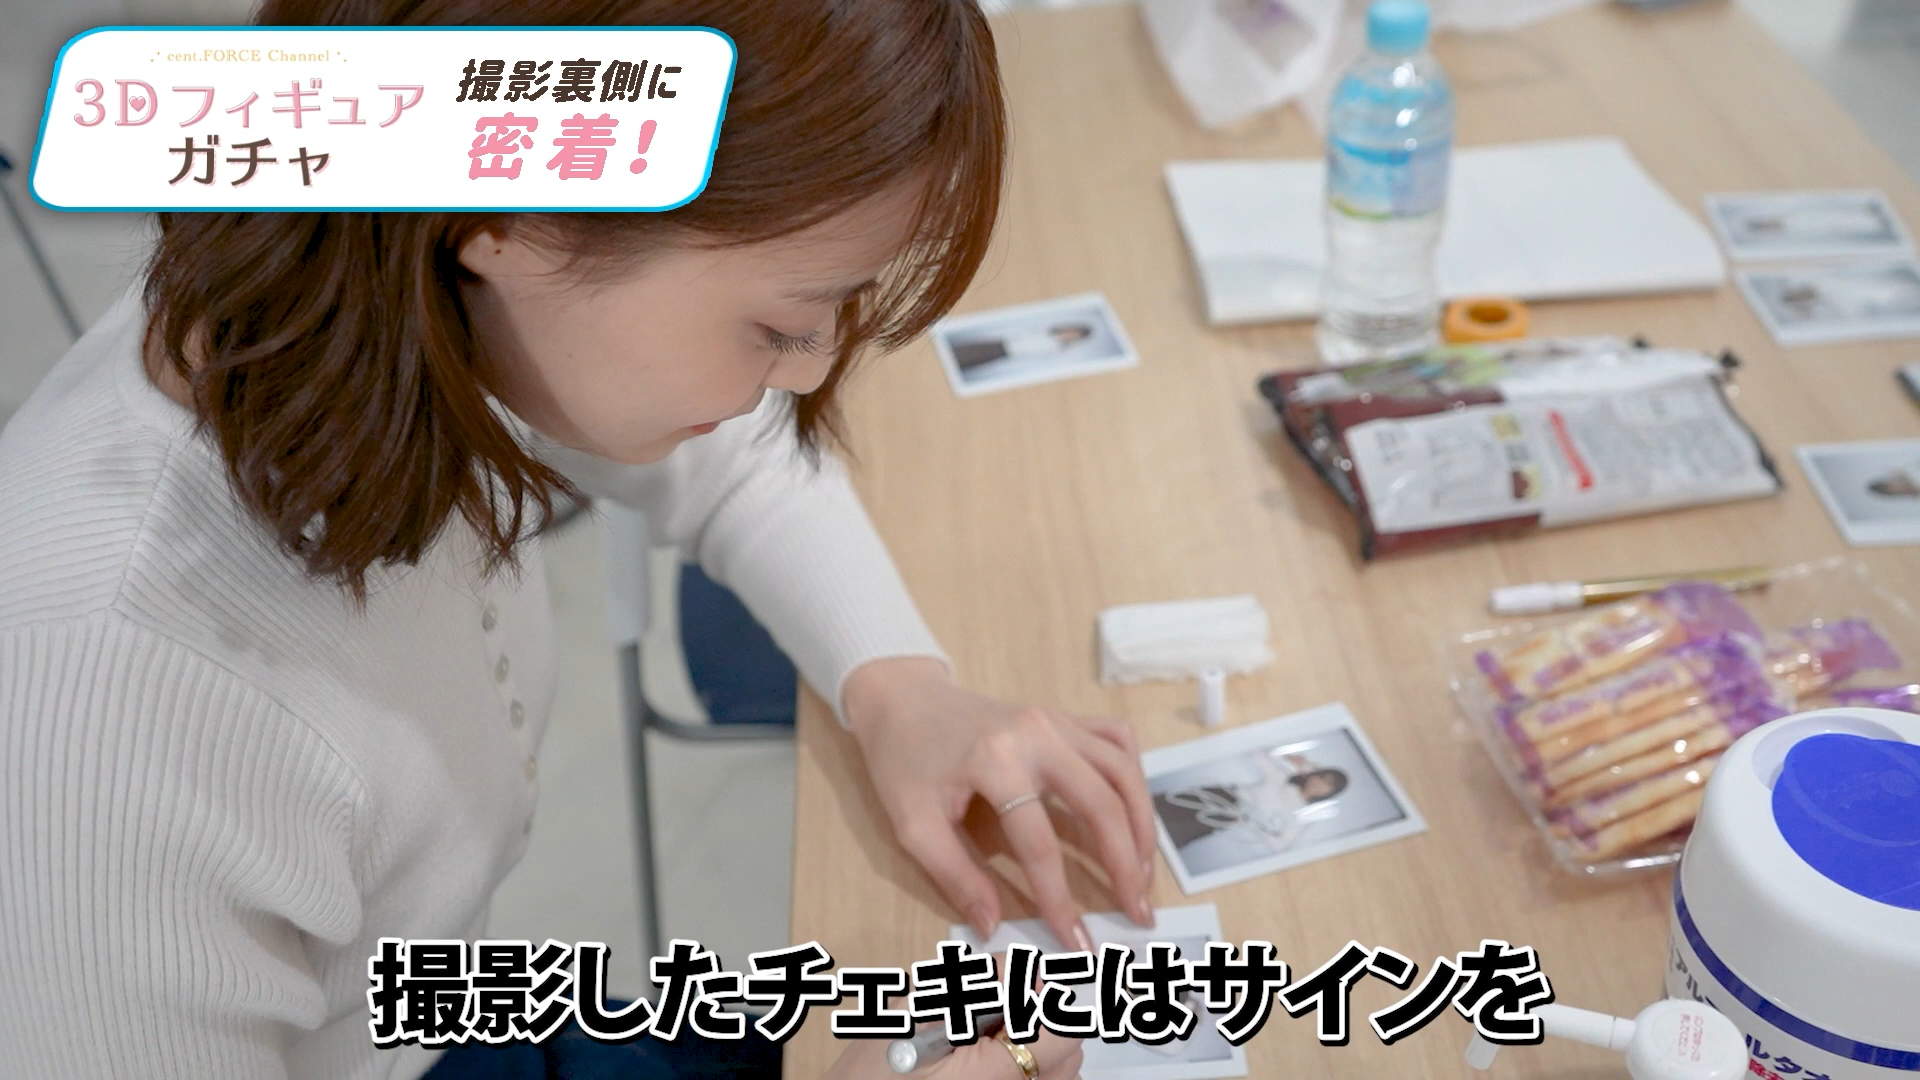 cent.FORCE Channel
3Dフィギュア
ガチャ
撮影裏側に
密着!
撮影したチェキにはサインを